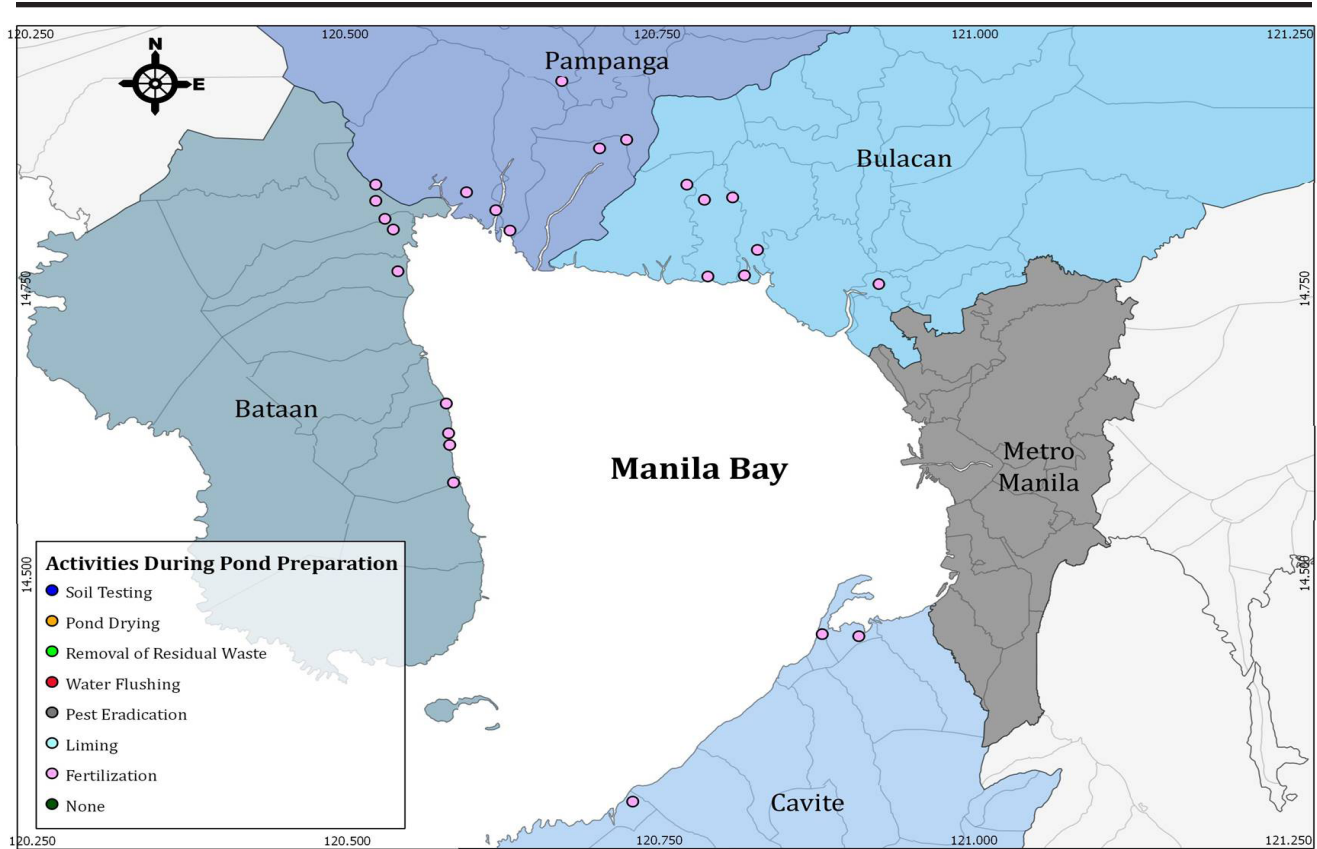 120.250 120.500 120.750 121.000 121.250
N
E
Pampanga
Bulacan
14.750 14.750
Bataan
Manila Bay
Metro
Manila
14.500 14.500
Activities During Pond Preparation
Soil Testing
Pond Drying
Removal of Residual Waste
Water Flushing
Pest Eradication
Liming
Fertilization
None
Cavite
120.250 120.500 120.750 121.000 121.250